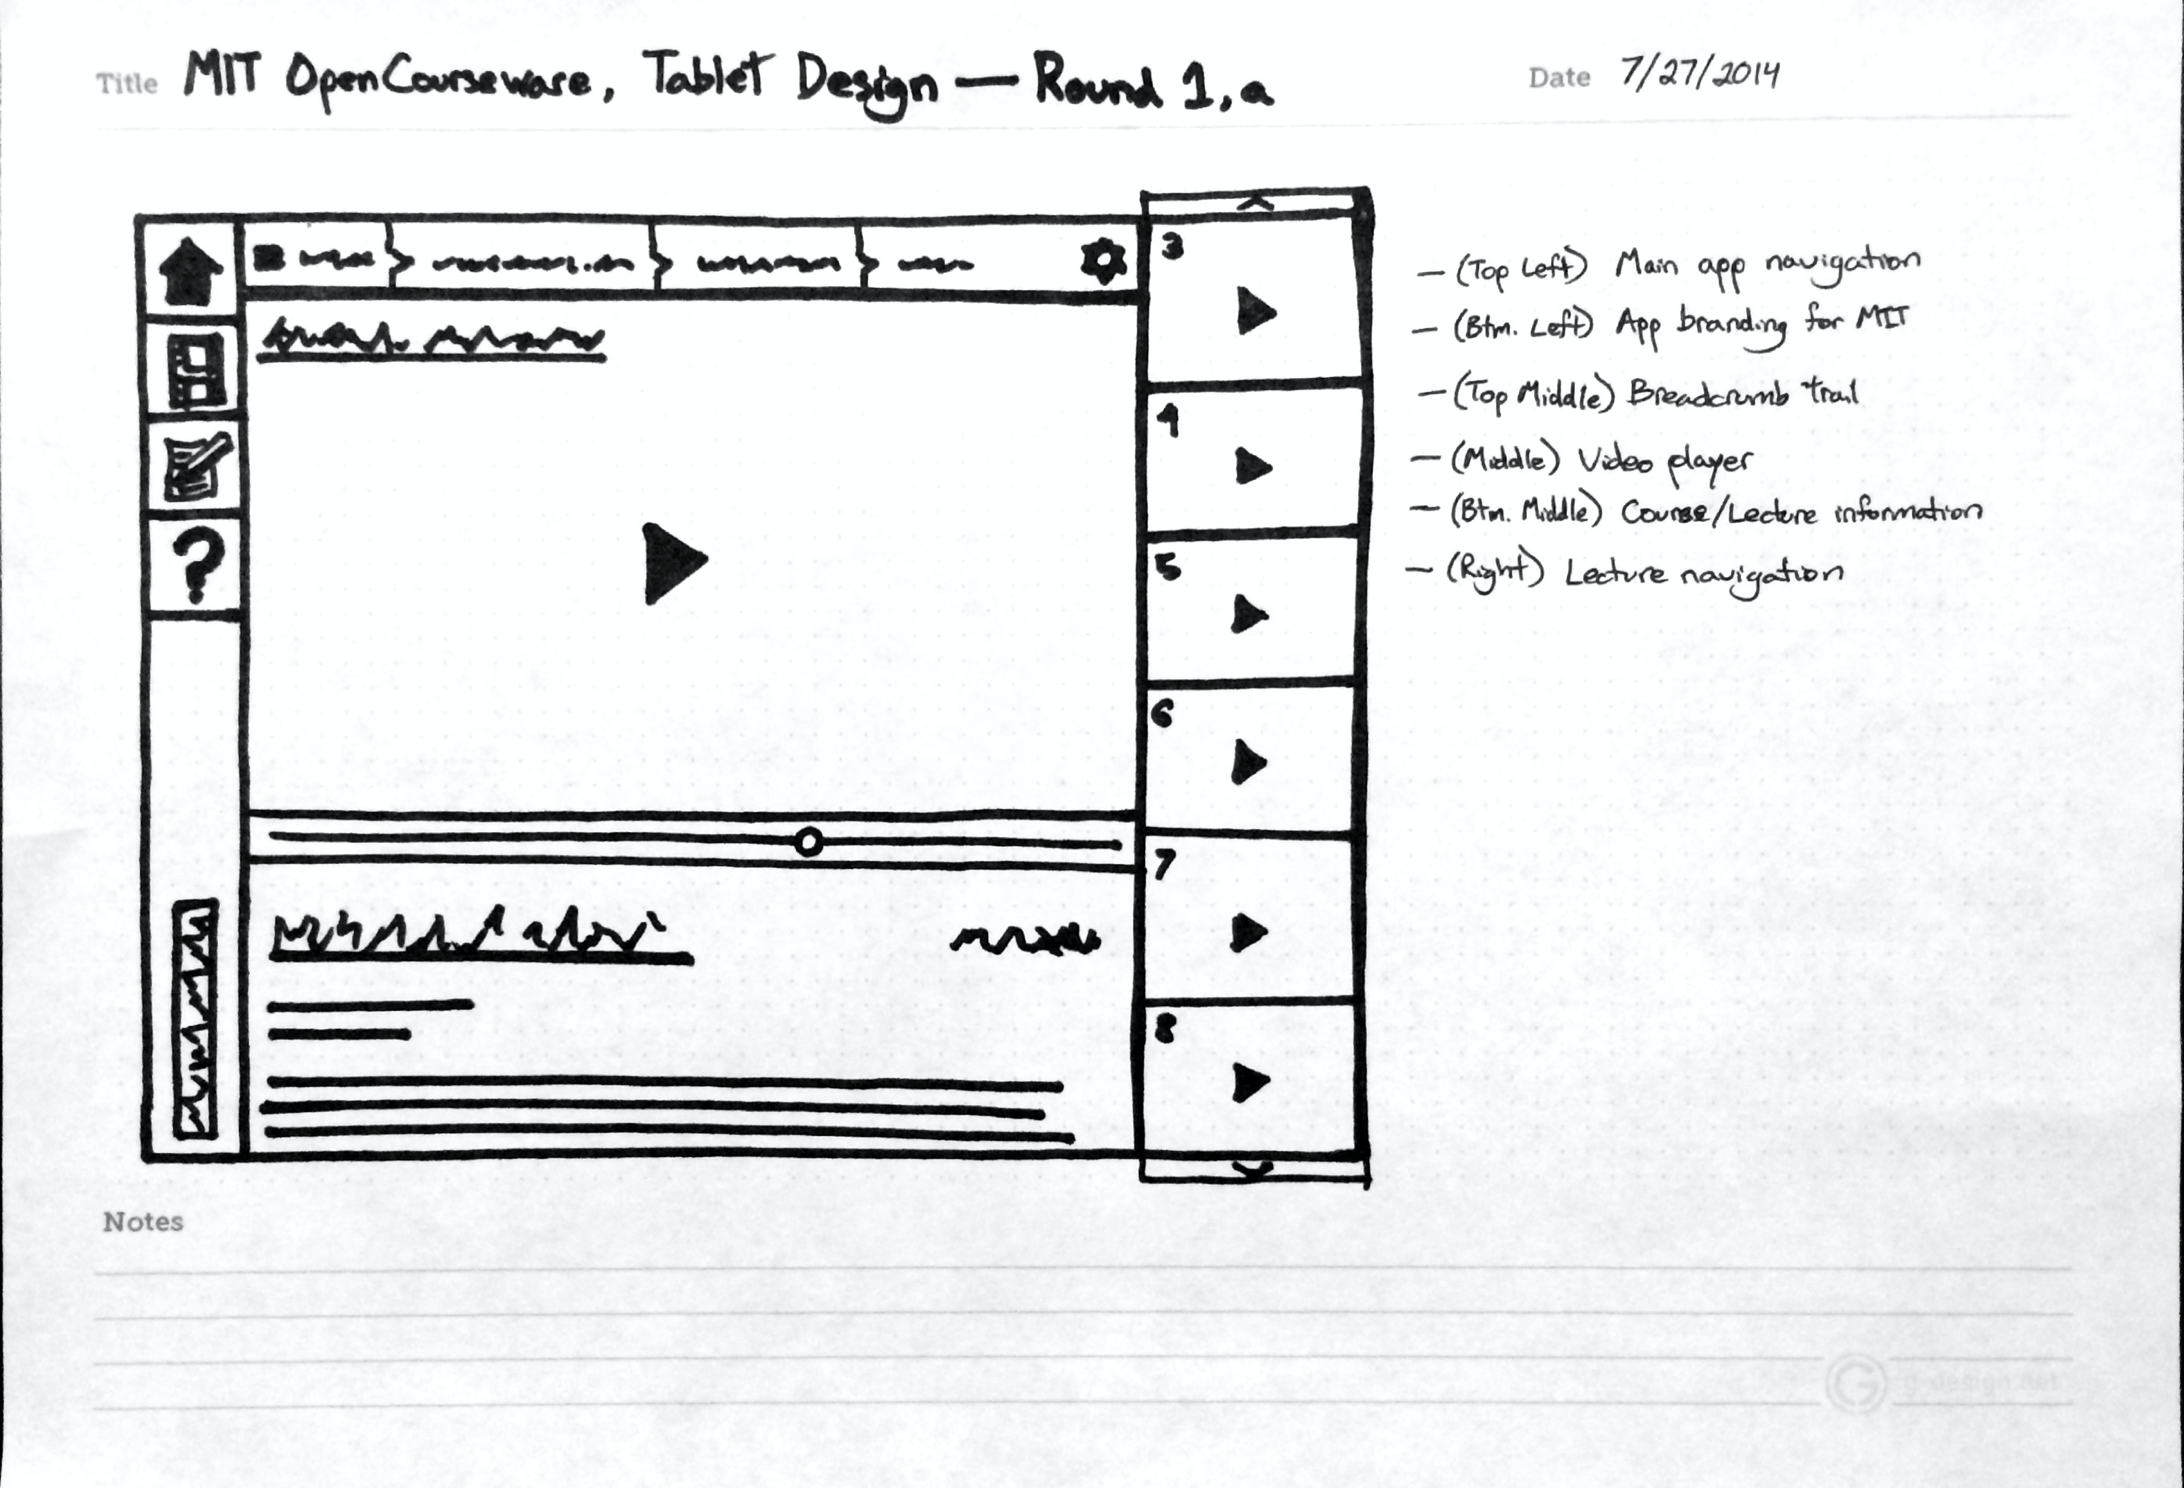 Title MIT OpenCourseware, Tablet Design — Round 1, a
Date 7/27/2014
3
4
5
6
7
8
?
— (Top Left) Main app navigation
— (Btm. Left) App branding for MIT
— (Top Middle) Breadcrumb trail
— (Middle) Video player
— (Btm. Middle) Course/Lecture information
— (Right) Lecture navigation
Notes
G g-design.net